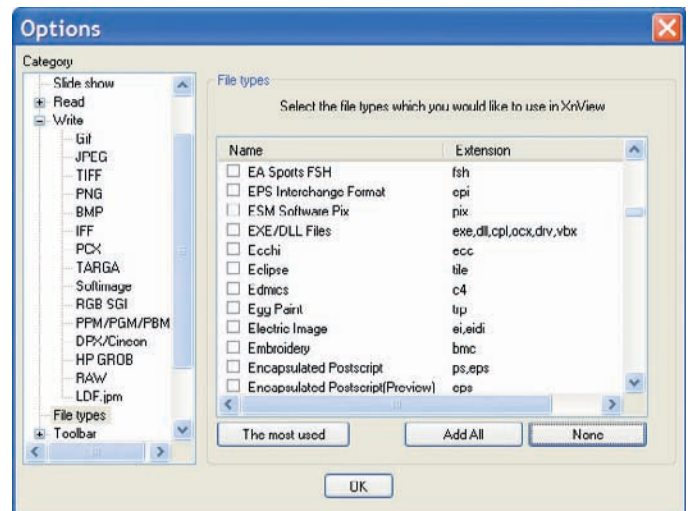 Options
Category
Slide show
Read
Write
Gif
JPEG
TIFF
PNG
BMP
IFF
PCX
TARGA
Softimage
RGB SGI
PPM/PGM/PBM
DPX/Cineon
HP GROB
RAW
LDF.jpm
File types
Toolbar
File types
Select the file types which you would like to use in XnView
Name Extension
EA Sports FSH fsh
EPS Interchange Format epi
ESM Software Pix pix
EXE/DLL Files exe,dll,cpl,ocx,drv,vbx
Ecchi ecc
Eclipse tile
Edmics c4
Egg Paint trp
Electric Image ei,eidi
Embroidery bmc
Encapsulated Postscript ps,eps
Encapsulated Postscript(Preview) eps
The most used Add All None
OK